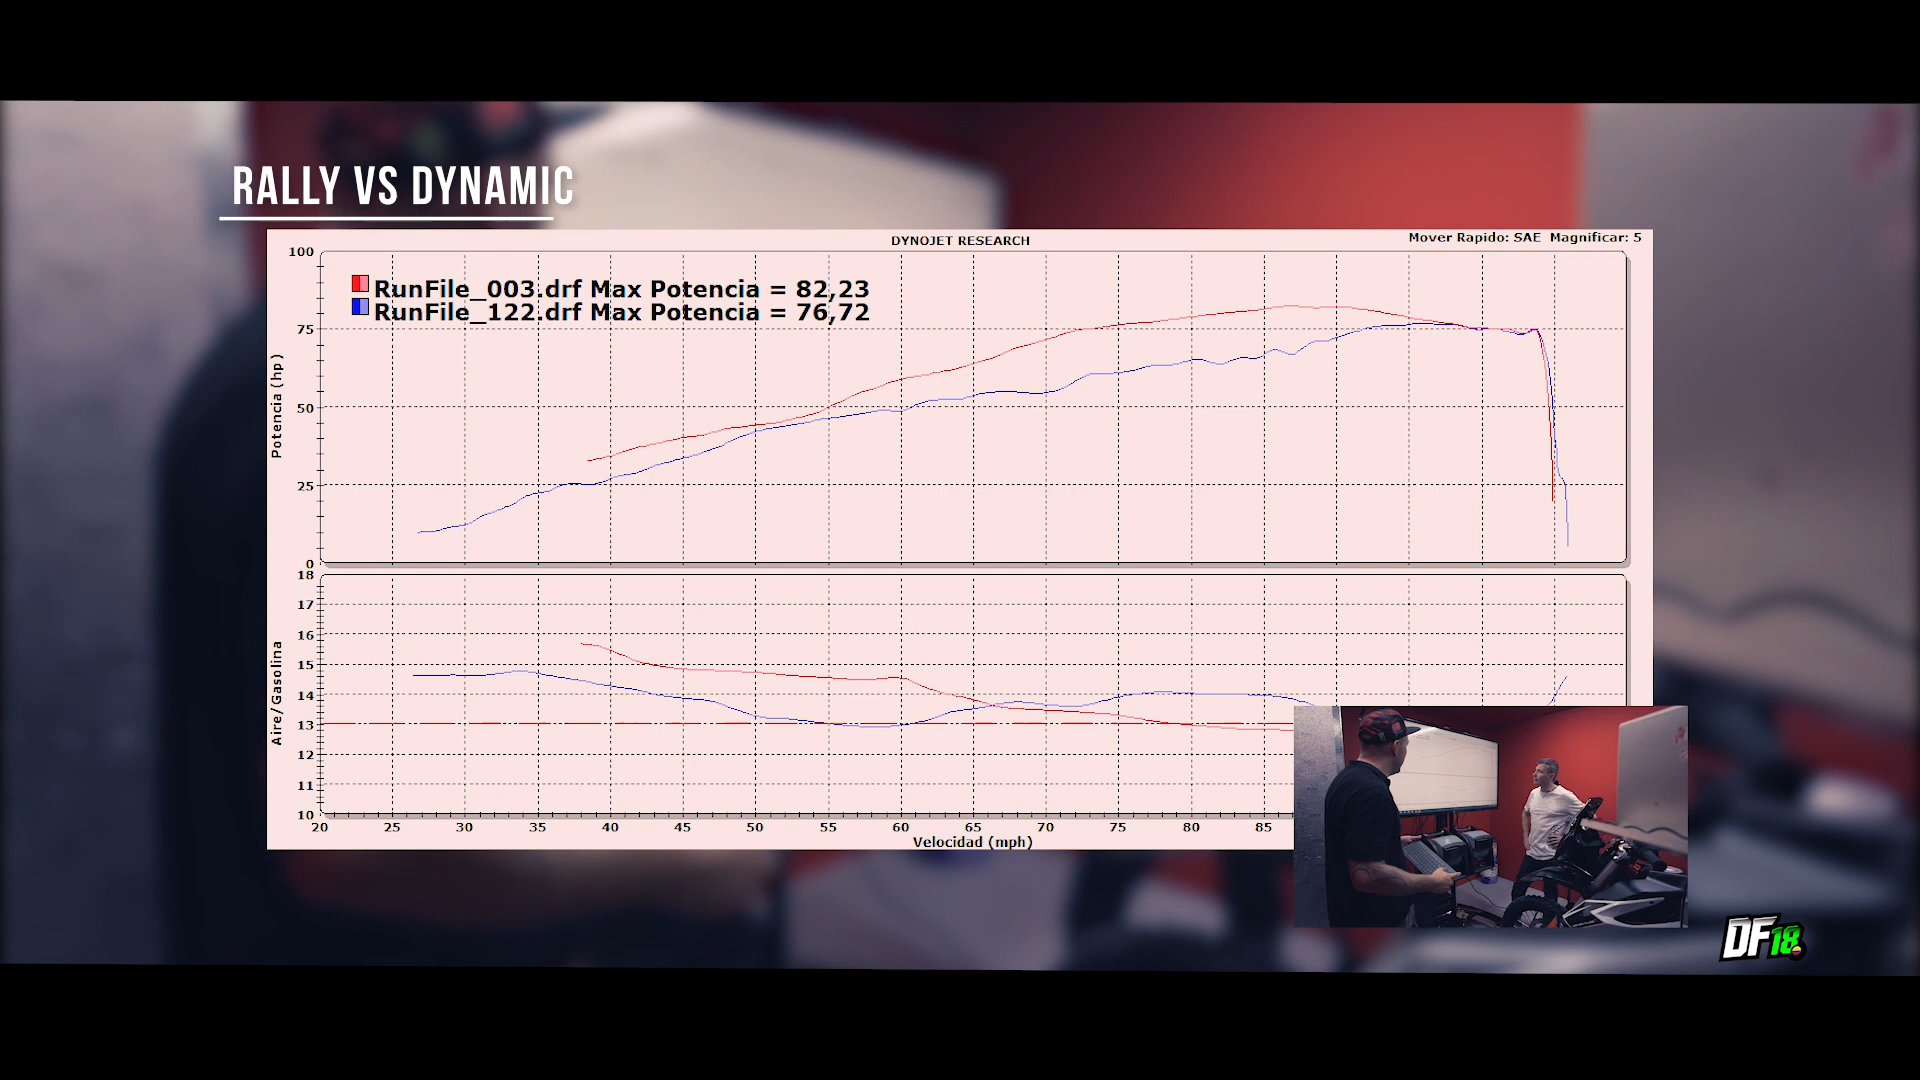 RALLY VS DYNAMIC
DYNOJET RESEARCH
Mover Rapido: SAE Magnificar: 5
RunFile_003.drf Max Potencia = 82,23
RunFile_122.drf Max Potencia = 76,72
Potencia (hp)
100
75
50
25
0
Aire/Gasolina
18
17
16
15
14
13
12
11
10
20 25 30 35 40 45 50 55 60 65 70 75 80 85
Velocidad (mph)
DF18